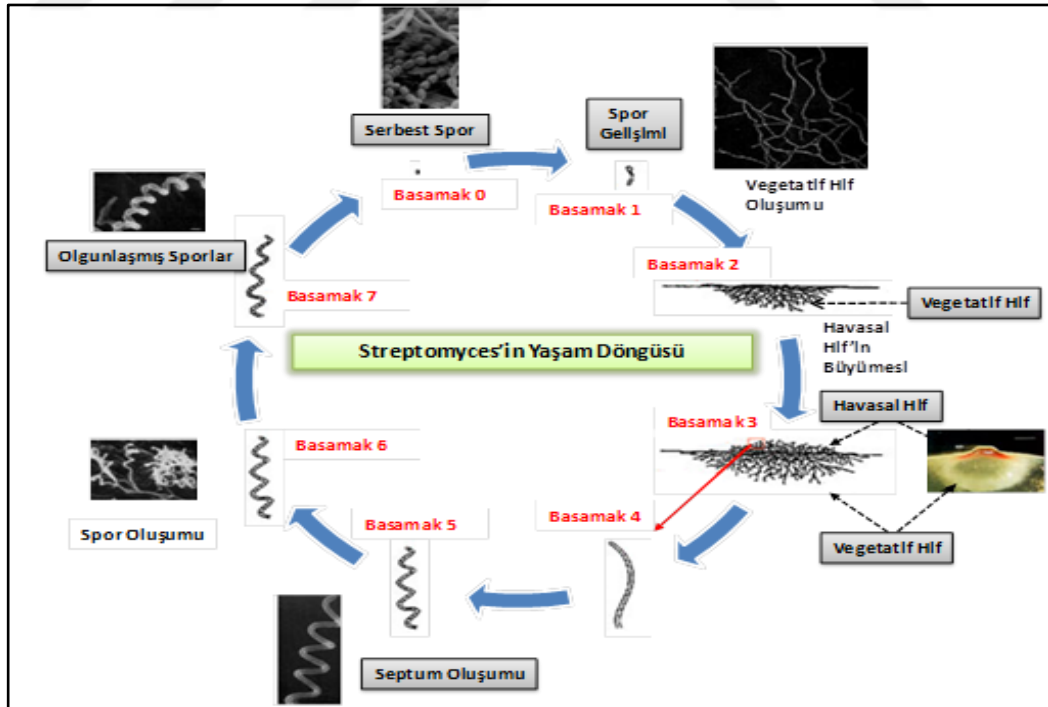 Serbest Spor
Spor
Gelişimi
Basamak 0
Basamak 1
Vegetatif Hif
Oluşumu
Olgunlaşmış Sporlar
Basamak 2
Basamak 7
Vegetatif Hif
Streptomyces’in Yaşam Döngüsü
Havasal
Hif’in
Büyümesi
Havasal Hif
Basamak 3
Basamak 6
Basamak 5
Basamak 4
Spor Oluşumu
Vegetatif Hif
Septum Oluşumu